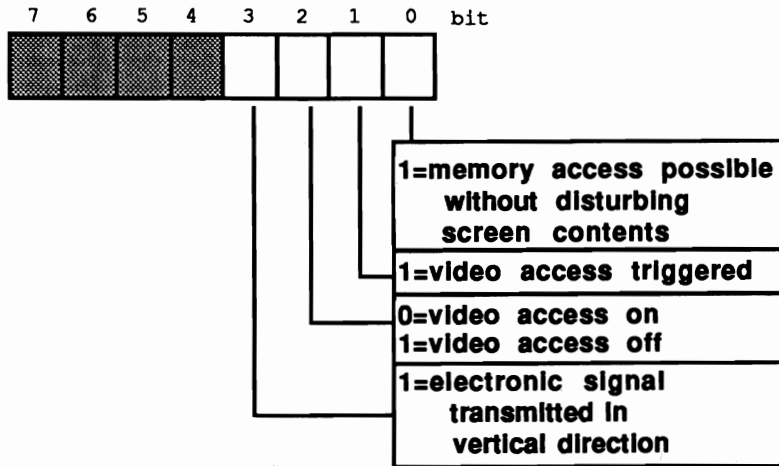 7 6 5 4 3 2 1 0 bit
1=memory access possible
without disturbing
screen contents
1=video access triggered
0=video access on
1=video access off
1=electronic signal
transmitted in
vertical direction